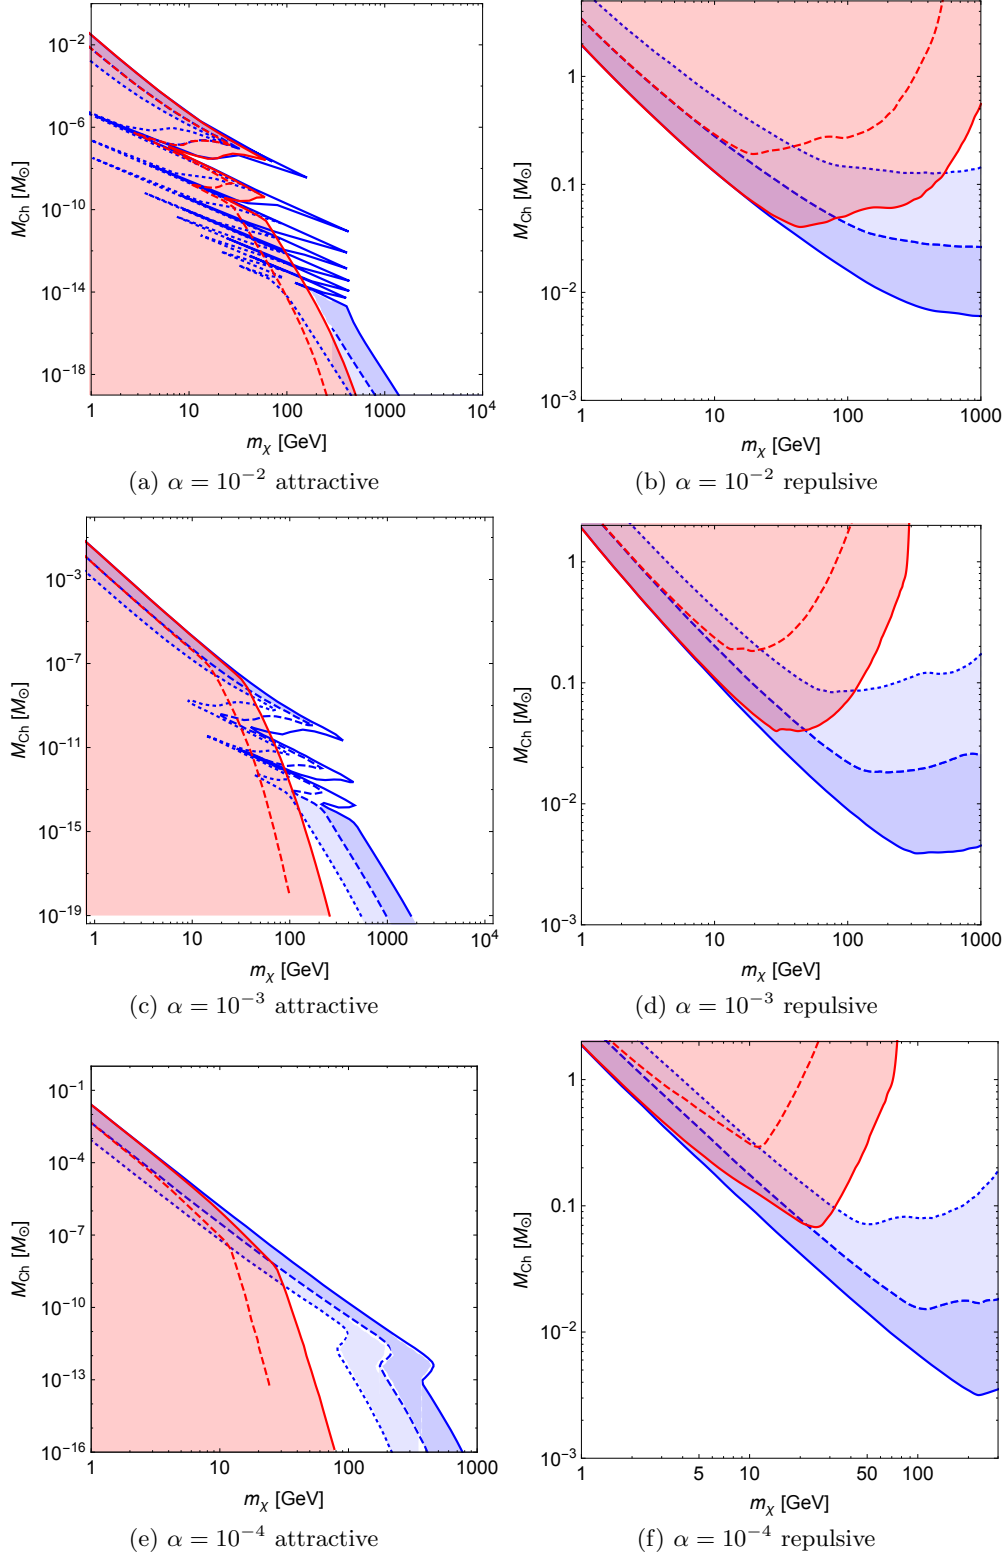 10⁻²
10⁻⁶
10⁻¹⁰
10⁻¹⁴
10⁻¹⁸
M_Ch [M_⊙]
1 10 100 1000 10⁴
m_χ [GeV]
(a) α = 10⁻² attractive
1
0.1
10⁻²
10⁻³
M_Ch [M_⊙]
1 10 100 1000
m_χ [GeV]
(b) α = 10⁻² repulsive
10⁻³
10⁻⁷
10⁻¹¹
10⁻¹⁵
10⁻¹⁹
M_Ch [M_⊙]
1 10 100 1000 10⁴
m_χ [GeV]
(c) α = 10⁻³ attractive
1
0.1
10⁻²
10⁻³
M_Ch [M_⊙]
1 10 100 1000
m_χ [GeV]
(d) α = 10⁻³ repulsive
10⁻¹
10⁻⁴
10⁻⁷
10⁻¹⁰
10⁻¹³
10⁻¹⁶
M_Ch [M_⊙]
1 10 100 1000
m_χ [GeV]
(e) α = 10⁻⁴ attractive
1
0.1
10⁻²
10⁻³
M_Ch [M_⊙]
1 5 10 50 100
m_χ [GeV]
(f) α = 10⁻⁴ repulsive